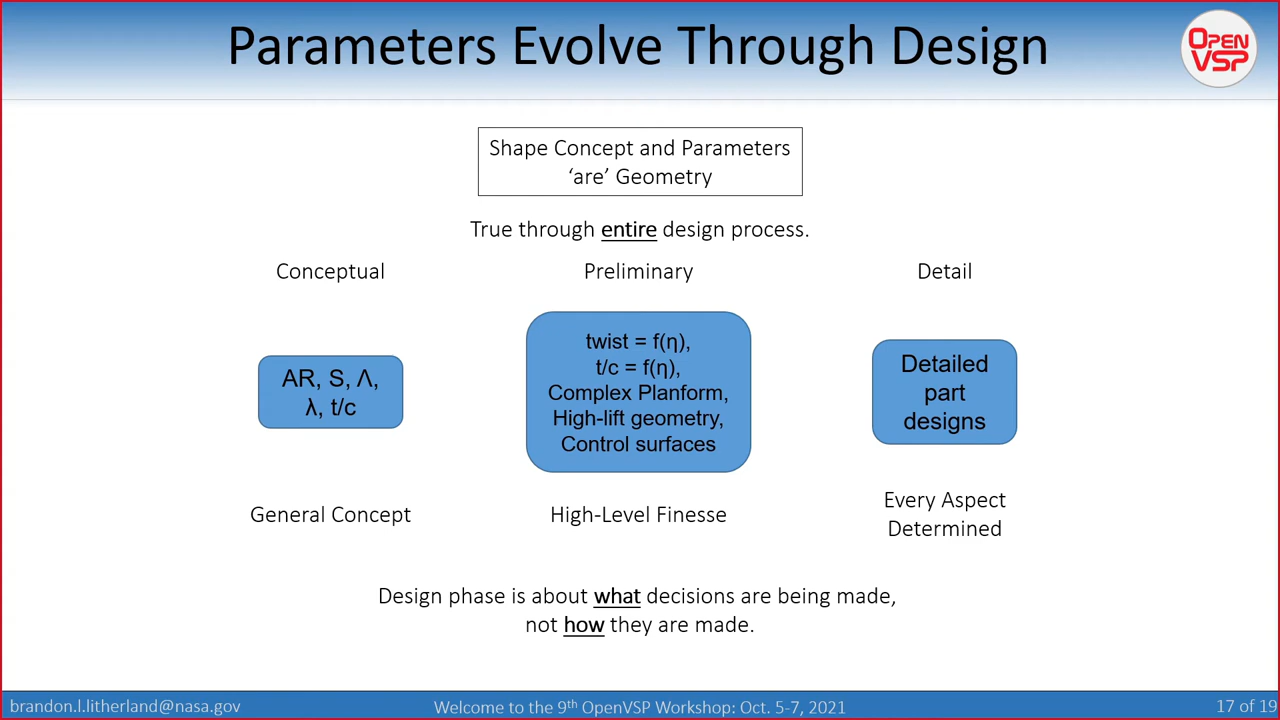 Parameters Evolve Through Design
OPEN
VSP
Shape Concept and Parameters
‘are’ Geometry
True through entire design process.
Conceptual
Preliminary
Detail
AR, S, Λ,
λ, t/c
twist = f(η),
t/c = f(η),
Complex Planform,
High-lift geometry,
Control surfaces
Detailed
part
designs
General Concept
High-Level Finesse
Every Aspect
Determined
Design phase is about what decisions are being made,
not how they are made.
brandon.l.litherland@nasa.gov
Welcome to the 9th OpenVSP Workshop: Oct. 5-7, 2021
17 of 19